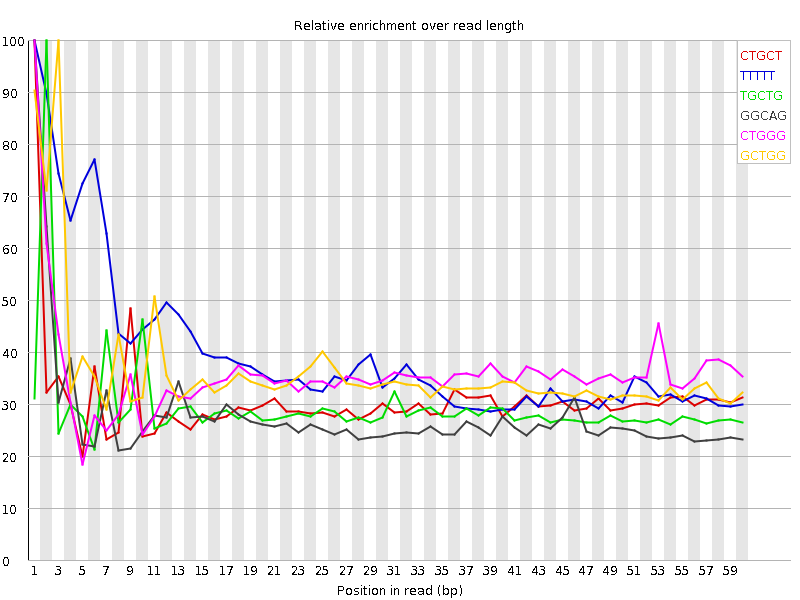 Relative enrichment over read length
100
90
80
70
60
50
40
30
20
10
0
CTGCT
TTTTT
TGCTG
GGCAG
CTGGG
GCTGG
1 3 5 7 9 11 13 15 17 19 21 23 25 27 29 31 33 35 37 39 41 43 45 47 49 51 53 55 57 59
Position in read (bp)